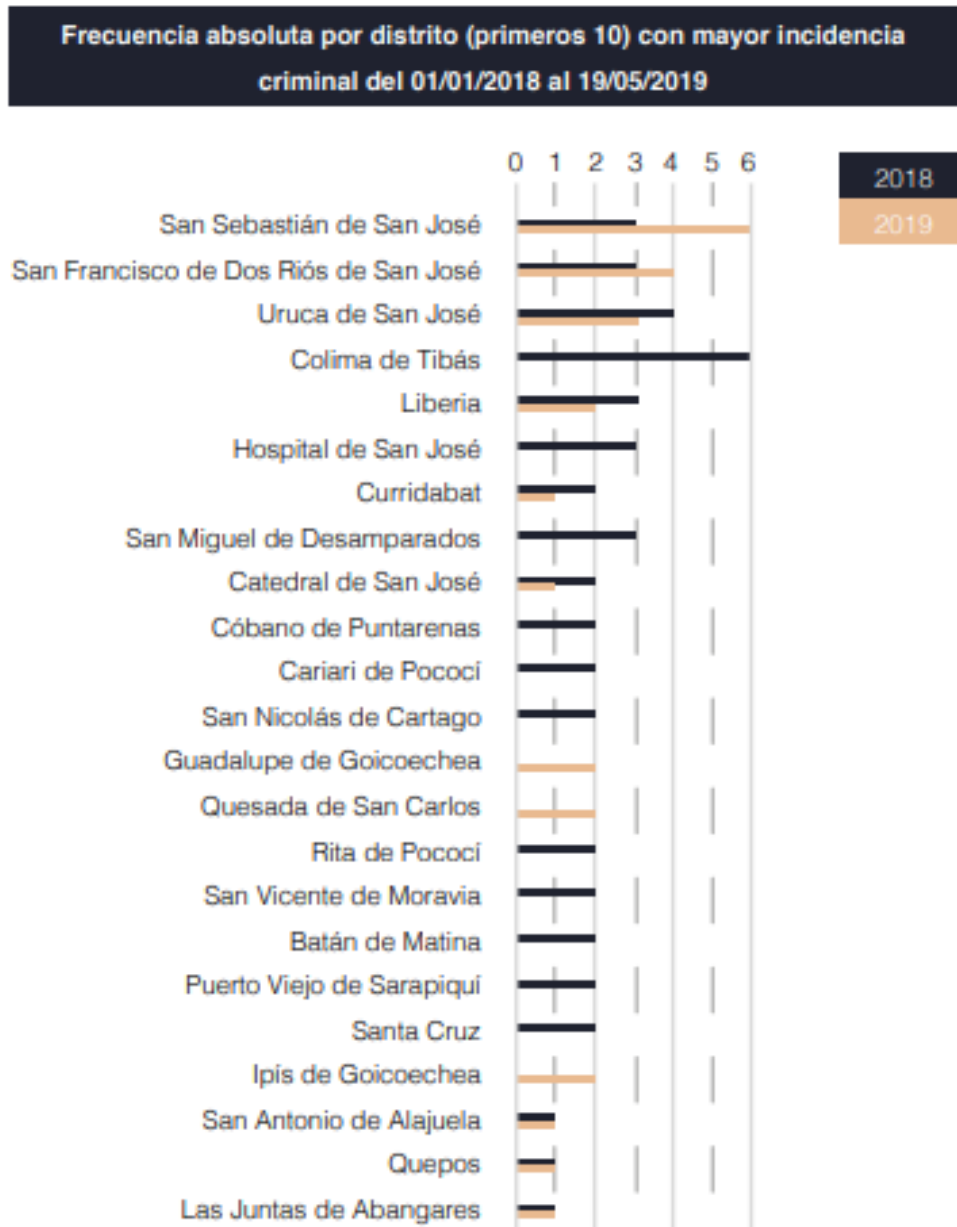 Frecuencia absoluta por distrito (primeros 10) con mayor incidencia
criminal del 01/01/2018 al 19/05/2019
0 1 2 3 4 5 6
2018
2019
San Sebastián de San José
San Francisco de Dos Riós de San José
Uruca de San José
Colima de Tibás
Liberia
Hospital de San José
Curridabat
San Miguel de Desamparados
Catedral de San José
Cóbano de Puntarenas
Cariari de Pococí
San Nicolás de Cartago
Guadalupe de Goicoechea
Quesada de San Carlos
Rita de Pococí
San Vicente de Moravia
Batán de Matina
Puerto Viejo de Sarapiquí
Santa Cruz
Ipís de Goicoechea
San Antonio de Alajuela
Quepos
Las Juntas de Abangares